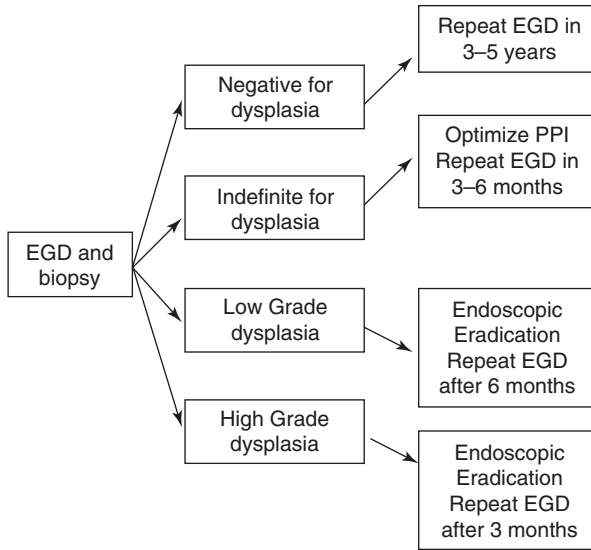 EGD and
biopsy
Negative for
dysplasia
Repeat EGD in
3–5 years
Indefinite for
dysplasia
Optimize PPI
Repeat EGD in
3–6 months
Low Grade
dysplasia
Endoscopic
Eradication
Repeat EGD
after 6 months
High Grade
dysplasia
Endoscopic
Eradication
Repeat EGD
after 3 months